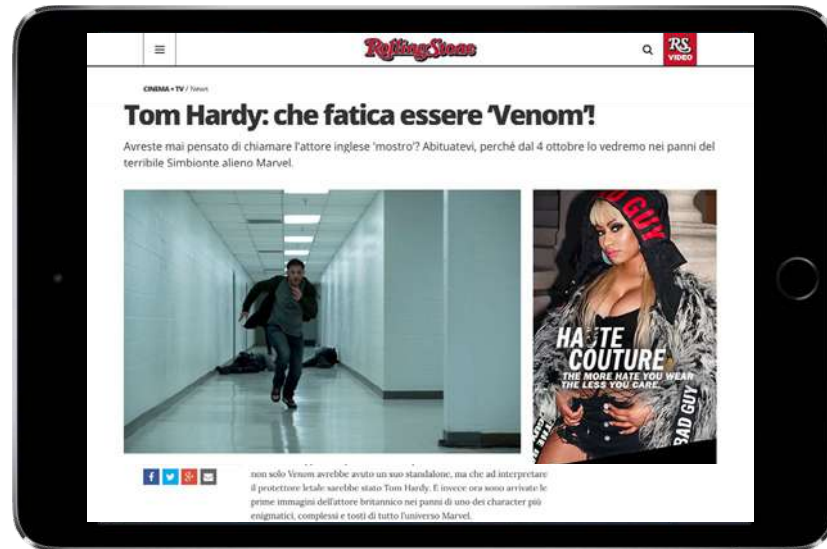 RollingStone
RS
VIDEO
CINEMA • TV / News
Tom Hardy: che fatica essere ‘Venom’!
Avreste mai pensato di chiamare l'attore inglese 'mostro'? Abituatevi, perché dal 4 ottobre lo vedremo nei panni del
terribile Simbionte alieno Marvel.
BAD GUY
HAUTE
COUTURE
THE MORE HATE YOU WEAR
THE LESS YOU CARE.
BAD GUY
non solo Venom avrebbe avuto un suo standalone, ma che ad interpretare
il protettore letale sarebbe stato Tom Hardy. E invece ora sono arrivate le
prime immagini dell'attore britannico nei panni di uno dei character più
enigmatici, complessi e tosti di tutto l'universo Marvel.